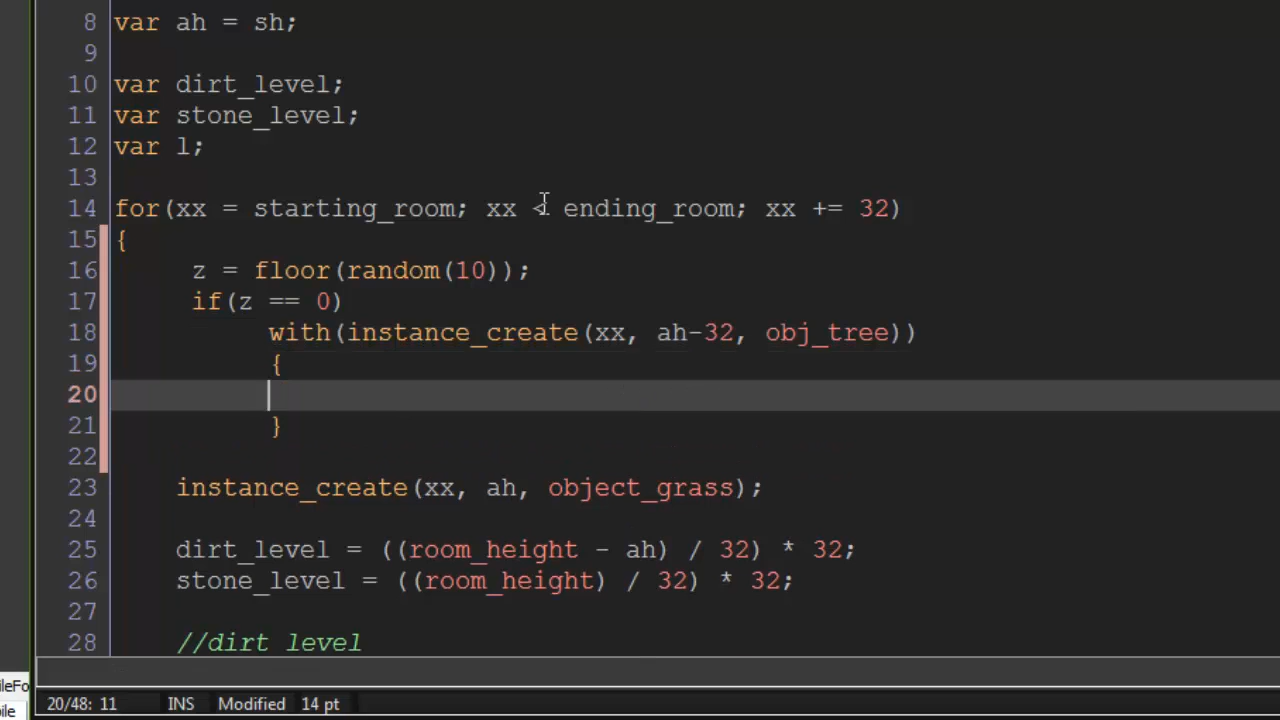 8 var ah = sh;
9
10 var dirt_level;
11 var stone_level;
12 var l;
13
14 for(xx = starting_room; xx < ending_room; xx += 32)
15 {
16 z = floor(random(10));
17 if(z == 0)
18 with(instance_create(xx, ah-32, obj_tree))
19 {
20
21 }
22
23 instance_create(xx, ah, object_grass);
24
25 dirt_level = ((room_height - ah) / 32) * 32;
26 stone_level = ((room_height) / 32) * 32;
27
28 //dirt level
20/48: 11 INS Modified 14 pt